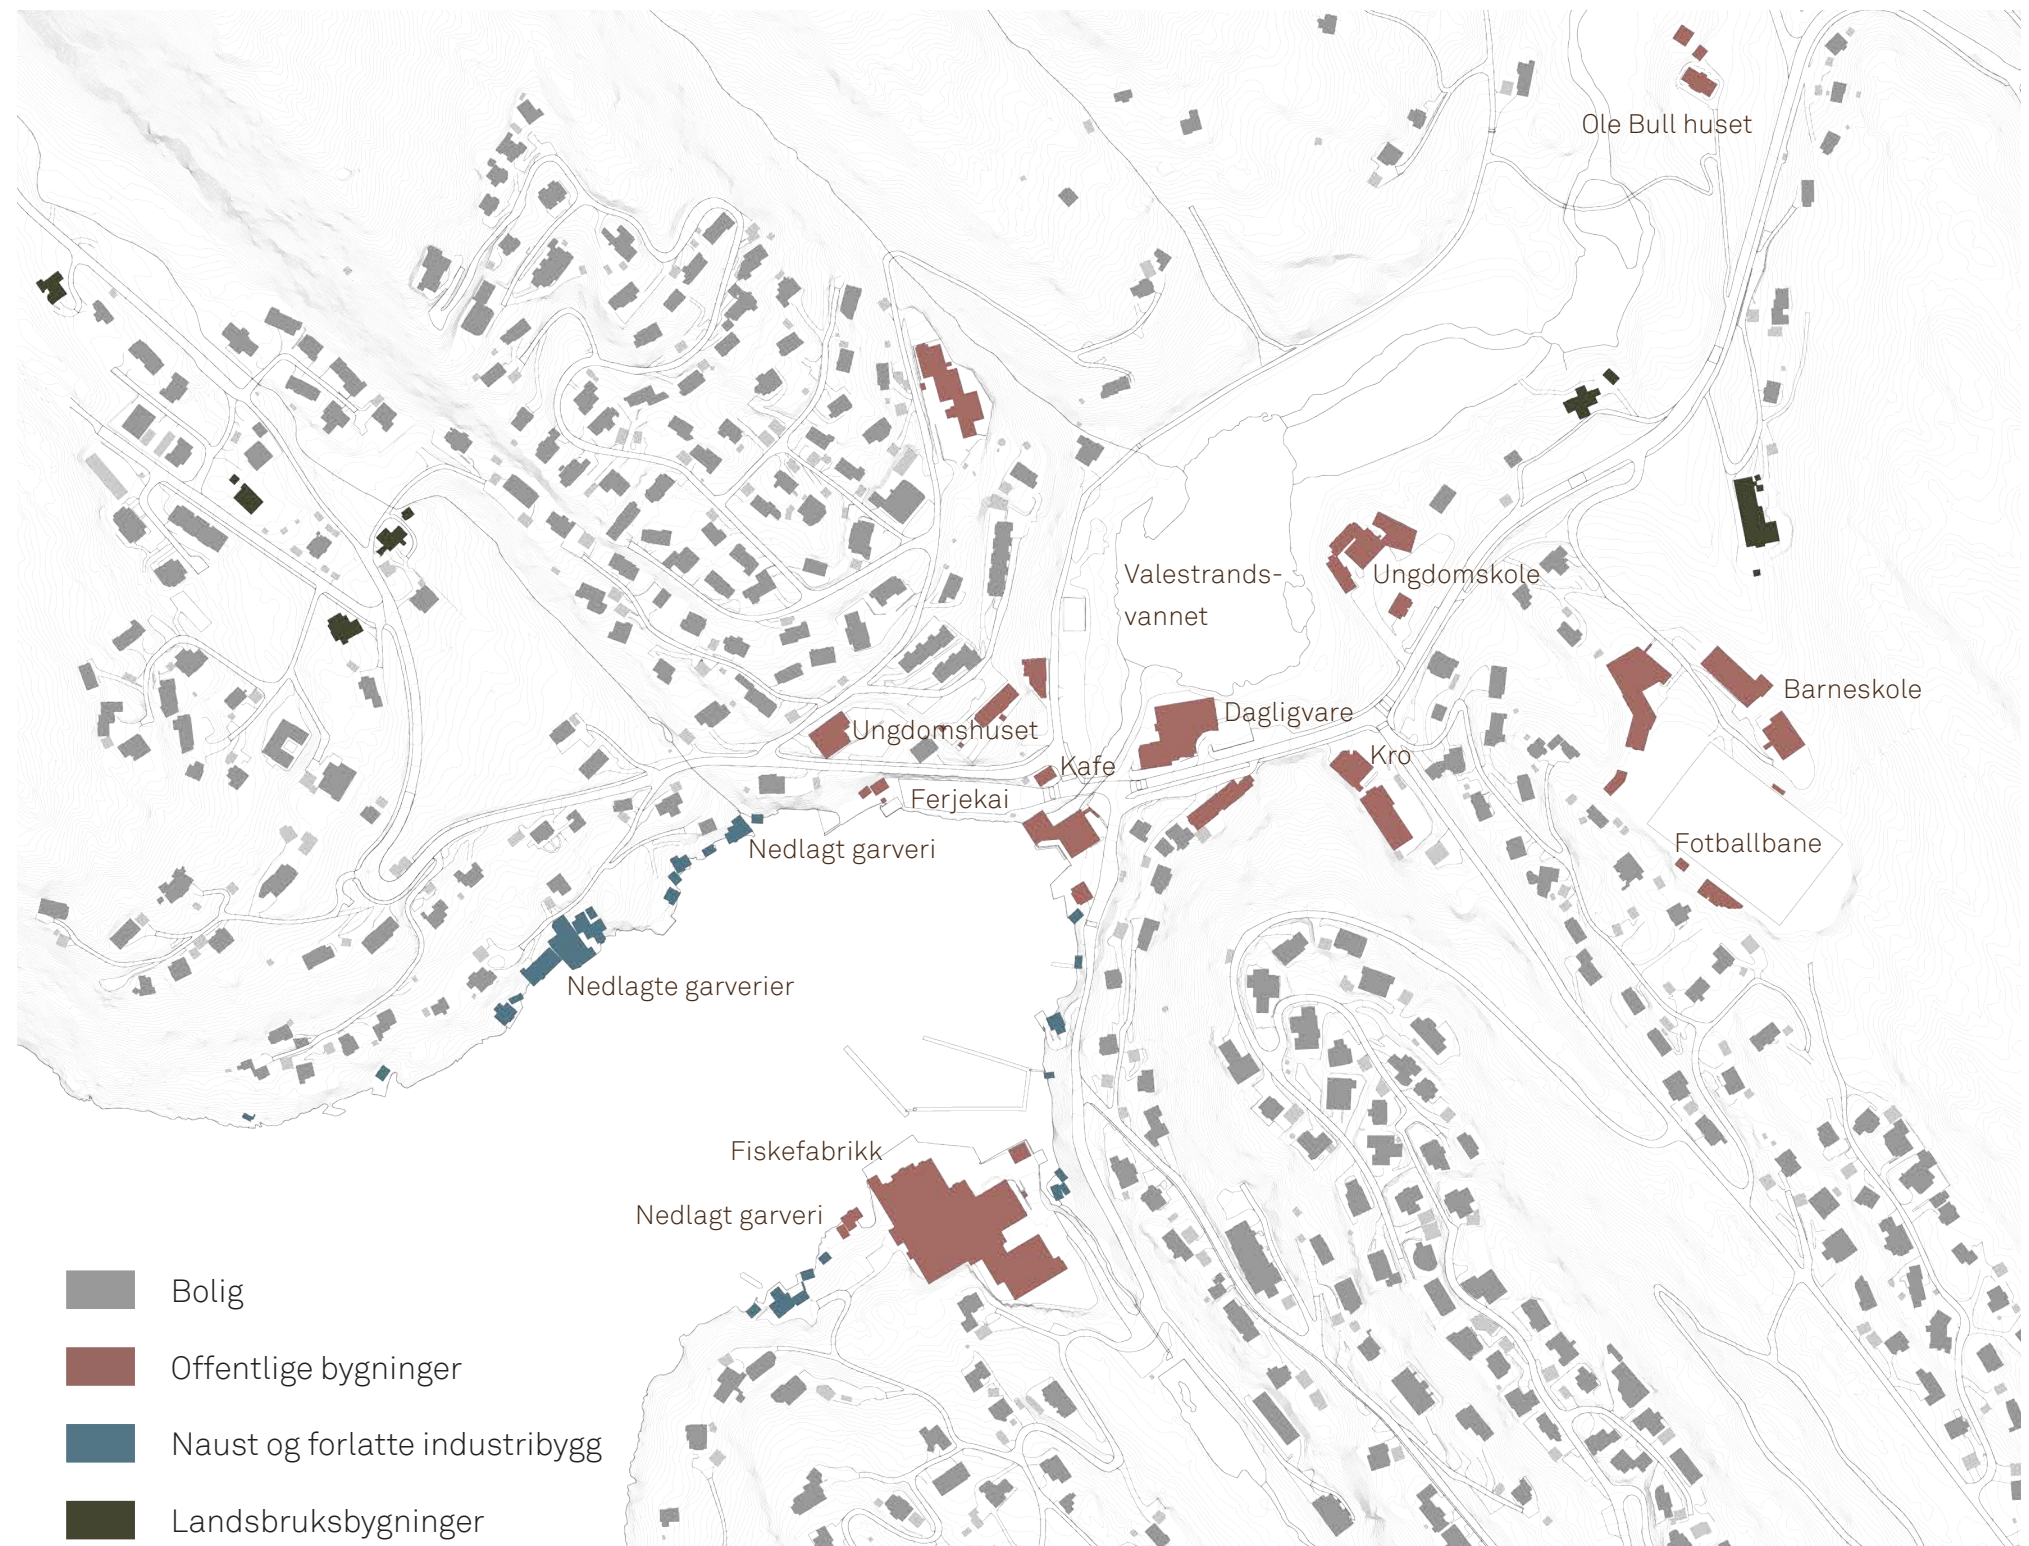 Ole Bull huset
Valestrands-
vannet
Ungdomskole
Barneskole
Dagligvare
Ungdomshuset
Kro
Kafe
Ferjekai
Fotballbane
Nedlagt garveri
Nedlagte garverier
Fiskefabrikk
Nedlagt garveri
Bolig
Offentlige bygninger
Naust og forlatte industribygg
Landsbruksbygninger